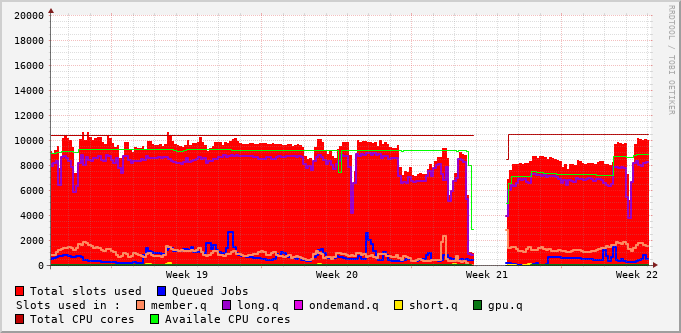 20000
18000
16000
14000
12000
10000
8000
6000
4000
2000
0
Week 19 Week 20 Week 21 Week 22
Total slots used Queued Jobs
Slots used in : member.q long.q ondemand.q short.q gpu.q
Total CPU cores Availale CPU cores
RRDTOOL / TOBI OETIKER